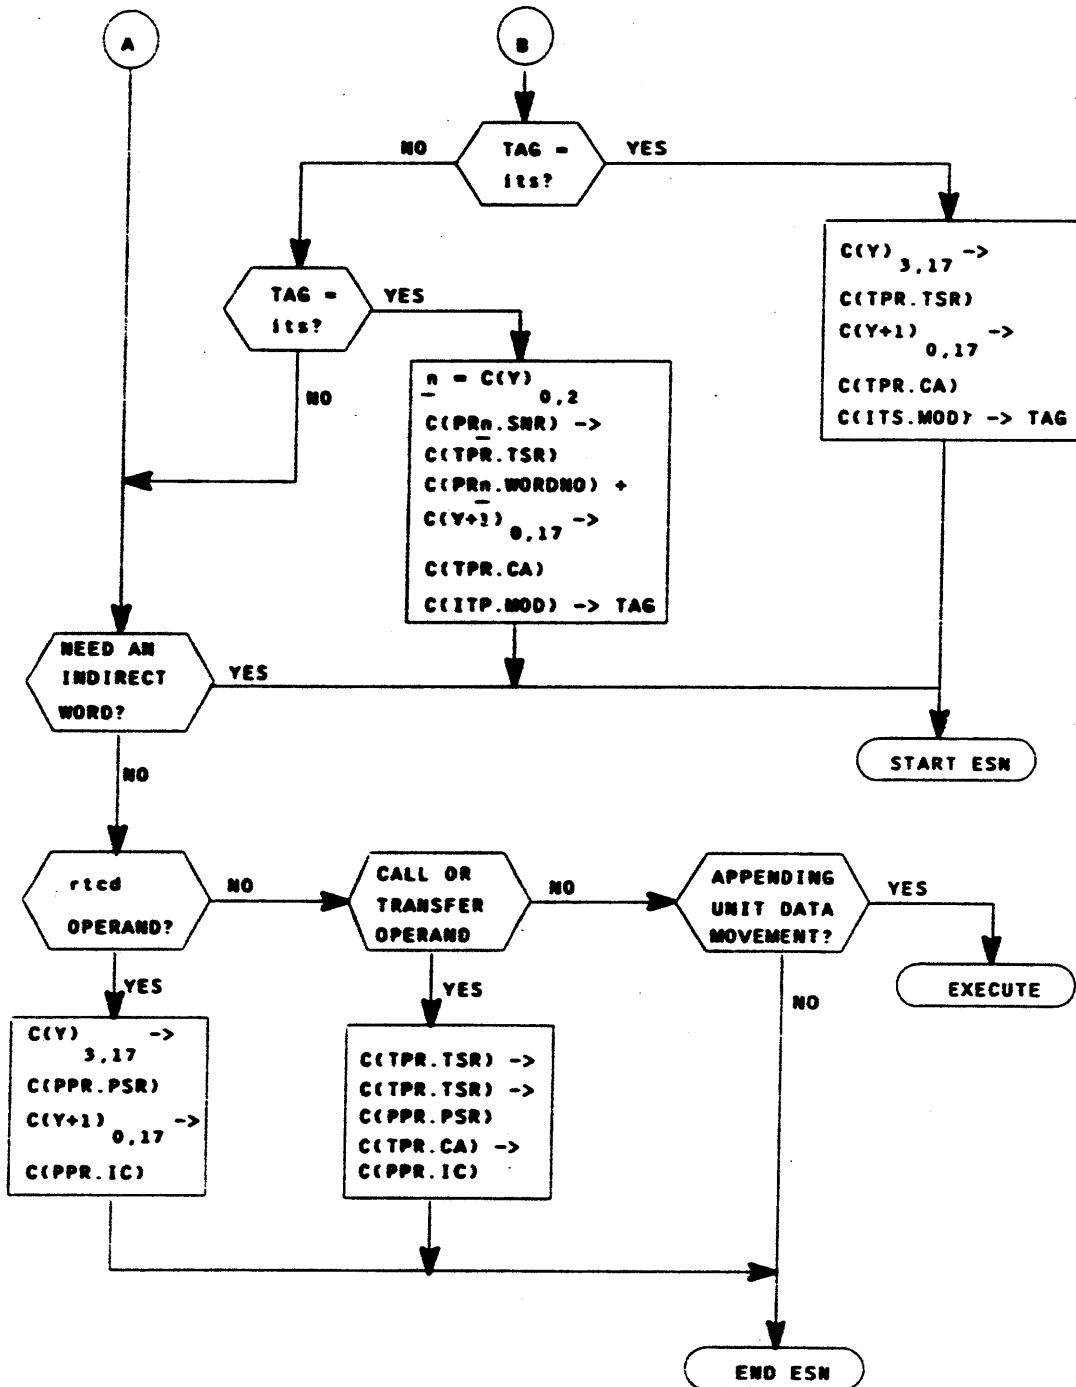 A
B
TAG =
its?
NO
YES
TAG =
its?
YES
NO
C(Y) 3,17 ->
C(TPR.TSR)
C(Y+1) 0,17 ->
C(TPR.CA)
C(ITS.MOD) -> TAG
n = C(Y) 0,2
C(PRn.SNR) ->
C(TPR.TSR)
C(PRn.WORDNO) +
C(Y+1) 0,17 ->
C(TPR.CA)
C(ITP.MOD) -> TAG
NEED AN
INDIRECT
WORD?
YES
NO
START ESN
rtcd
OPERAND?
NO
YES
CALL OR
TRANSFER
OPERAND
NO
YES
APPENDING
UNIT DATA
MOVEMENT?
YES
NO
EXECUTE
C(Y) 3,17 ->
C(PPR.PSR)
C(Y+1) 0,17 ->
C(PPR.IC)
C(TPR.TSR) ->
C(TPR.TSR) ->
C(PPR.PSR)
C(TPR.CA) ->
C(PPR.IC)
END ESN